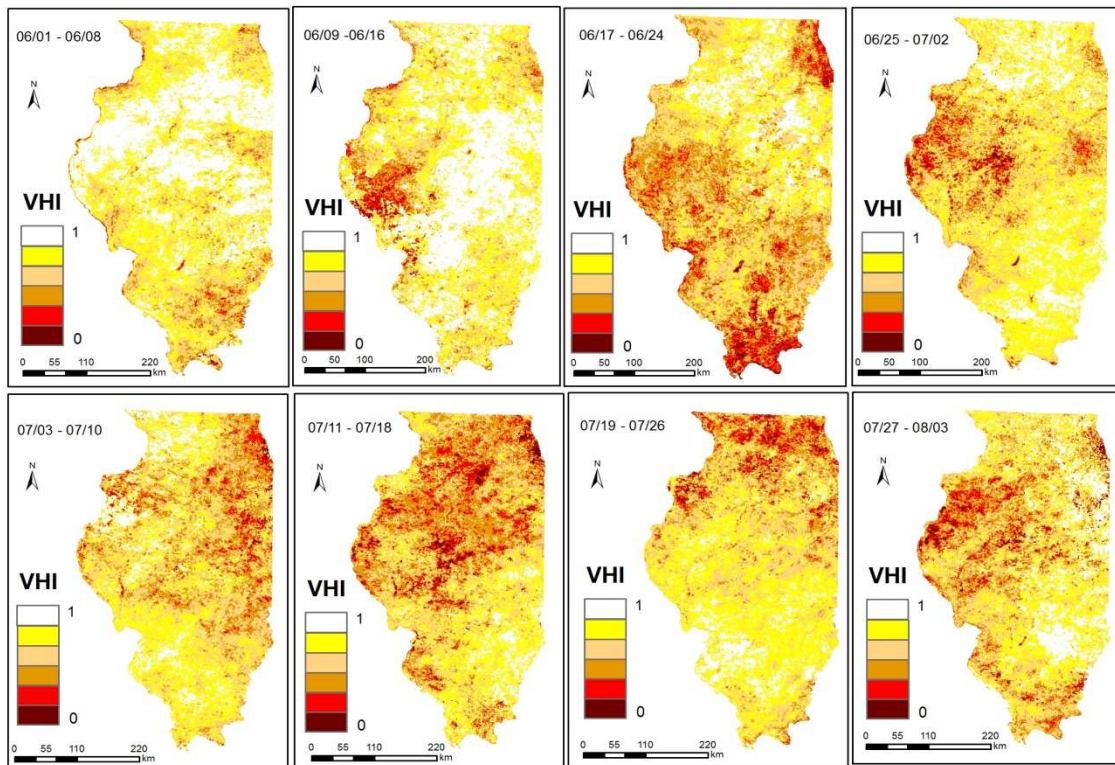 06/01 - 06/08
N
VHI
1
0
0 55 110 220
km
06/09 -06/16
N
VHI
1
0
0 50 100 200
km
06/17 - 06/24
N
VHI
1
0
0 50 100 200
km
06/25 - 07/02
N
VHI
1
0
0 50 100 200
km
07/03 - 07/10
N
VHI
1
0
0 55 110 220
km
07/11 - 07/18
N
VHI
1
0
0 55 110 220
km
07/19 - 07/26
N
VHI
1
0
0 55 110 220
km
07/27 - 08/03
N
VHI
1
0
0 55 110 220
km